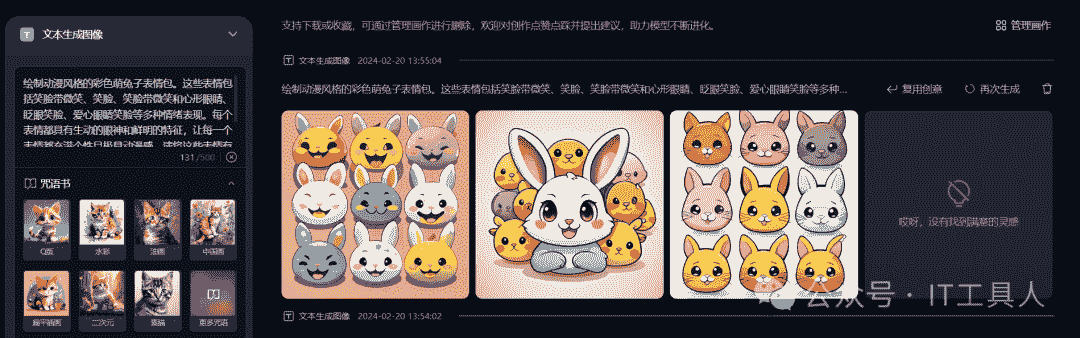 文本生成图像
绘制动漫风格的彩色萌兔子表情包。这些表情包
括笑脸带微笑、笑脸、笑脸带微笑和心形眼睛、
眨眼笑脸、爱心眼睛笑脸等多种情绪表现。每个
表情都具有生动的眼神和鲜明的特征，让每一个
131/500
咒语书
Q版
水彩
油画
中国画
扁平插画
二次元
素描
更多咒语
支持下载或收藏，可通过管理画作进行删除，欢迎对创作点赞点踩并提出建议，助力模型不断进化。
管理画作
文本生成图像 2024-02-20 13:55:04
绘制动漫风格的彩色萌兔子表情包。这些表情包括笑脸带微笑、笑脸、笑脸带微笑和心形眼睛、眨眼笑脸、爱心眼睛笑脸等多种...
复用创意
再次生成
哎呀，没有找到满意的灵感
公众号 · IT工具人
文本生成图像 2024-02-20 13:54:02